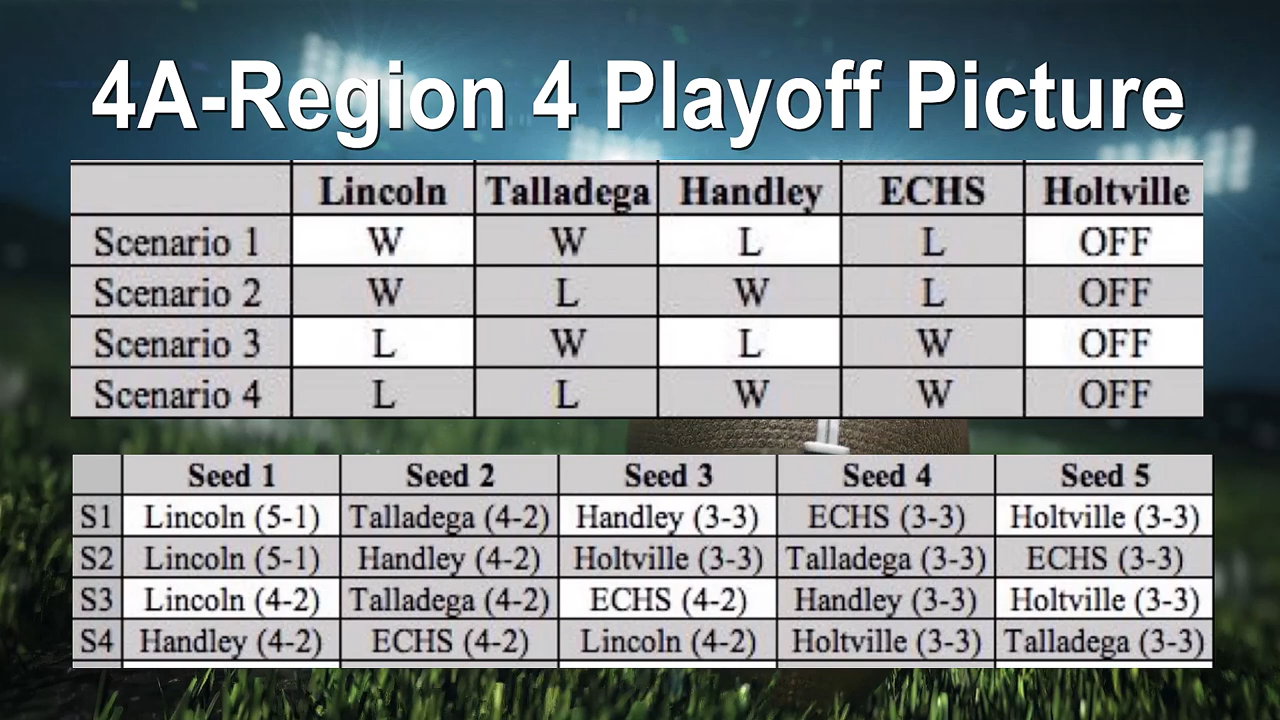 4A-Region 4 Playoff Picture
Lincoln Talladega Handley ECHS Holtville
Scenario 1 W W L L OFF
Scenario 2 W L W L OFF
Scenario 3 L W L W OFF
Scenario 4 L L W W OFF
Seed 1 Seed 2 Seed 3 Seed 4 Seed 5
S1 Lincoln (5-1) Talladega (4-2) Handley (3-3) ECHS (3-3) Holtville (3-3)
S2 Lincoln (5-1) Handley (4-2) Holtville (3-3) Talladega (3-3) ECHS (3-3)
S3 Lincoln (4-2) Talladega (4-2) ECHS (4-2) Handley (3-3) Holtville (3-3)
S4 Handley (4-2) ECHS (4-2) Lincoln (4-2) Holtville (3-3) Talladega (3-3)